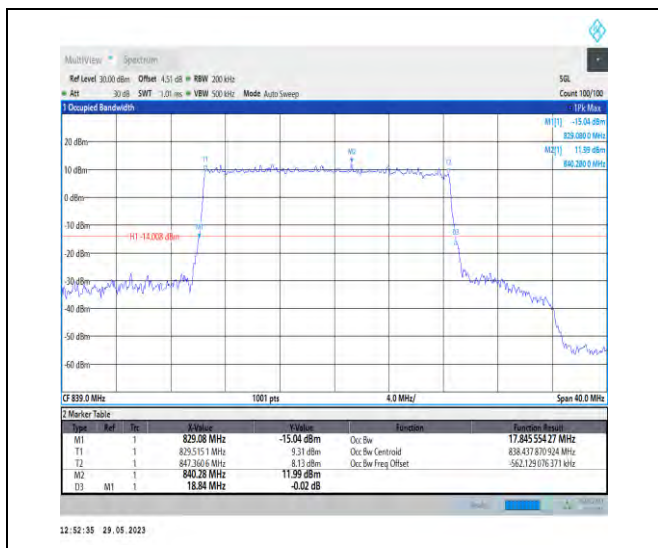 MultiView Spectrum
Ref Level 30.00 dBm Offset 4.51 dB RBW 200 kHz SGL
Att 30 dB SWT 1.01 ms VBW 500 kHz Mode Auto Sweep Count 100/100
1 Occupied Bandwidth 1Pk Max
M1[1] -15.04 dBm
829.080 0 MHz
M2[1] 11.99 dBm
840.280 0 MHz
20 dBm
T1 M2 T2
10 dBm
0 dBm
-10 dBm
M1 D3
H1 -14.008 dBm
-20 dBm
-30 dBm
-40 dBm
-50 dBm
-60 dBm
CF 839.0 MHz 1001 pts 4.0 MHz/ Span 40.0 MHz
2 Marker Table
Type Ref Trc X-Value Y-Value Function Function Result
M1 1 829.08 MHz -15.04 dBm Occ Bw 17.845 554 27 MHz
T1 1 829.515 1 MHz 9.31 dBm Occ Bw Centroid 838.437 870 924 MHz
T2 1 847.360 6 MHz 8.13 dBm Occ Bw Freq Offset -562.129 076 371 kHz
M2 1 840.28 MHz 11.99 dBm
D3 M1 1 18.84 MHz -0.02 dB
12:52:35 29.05.2023